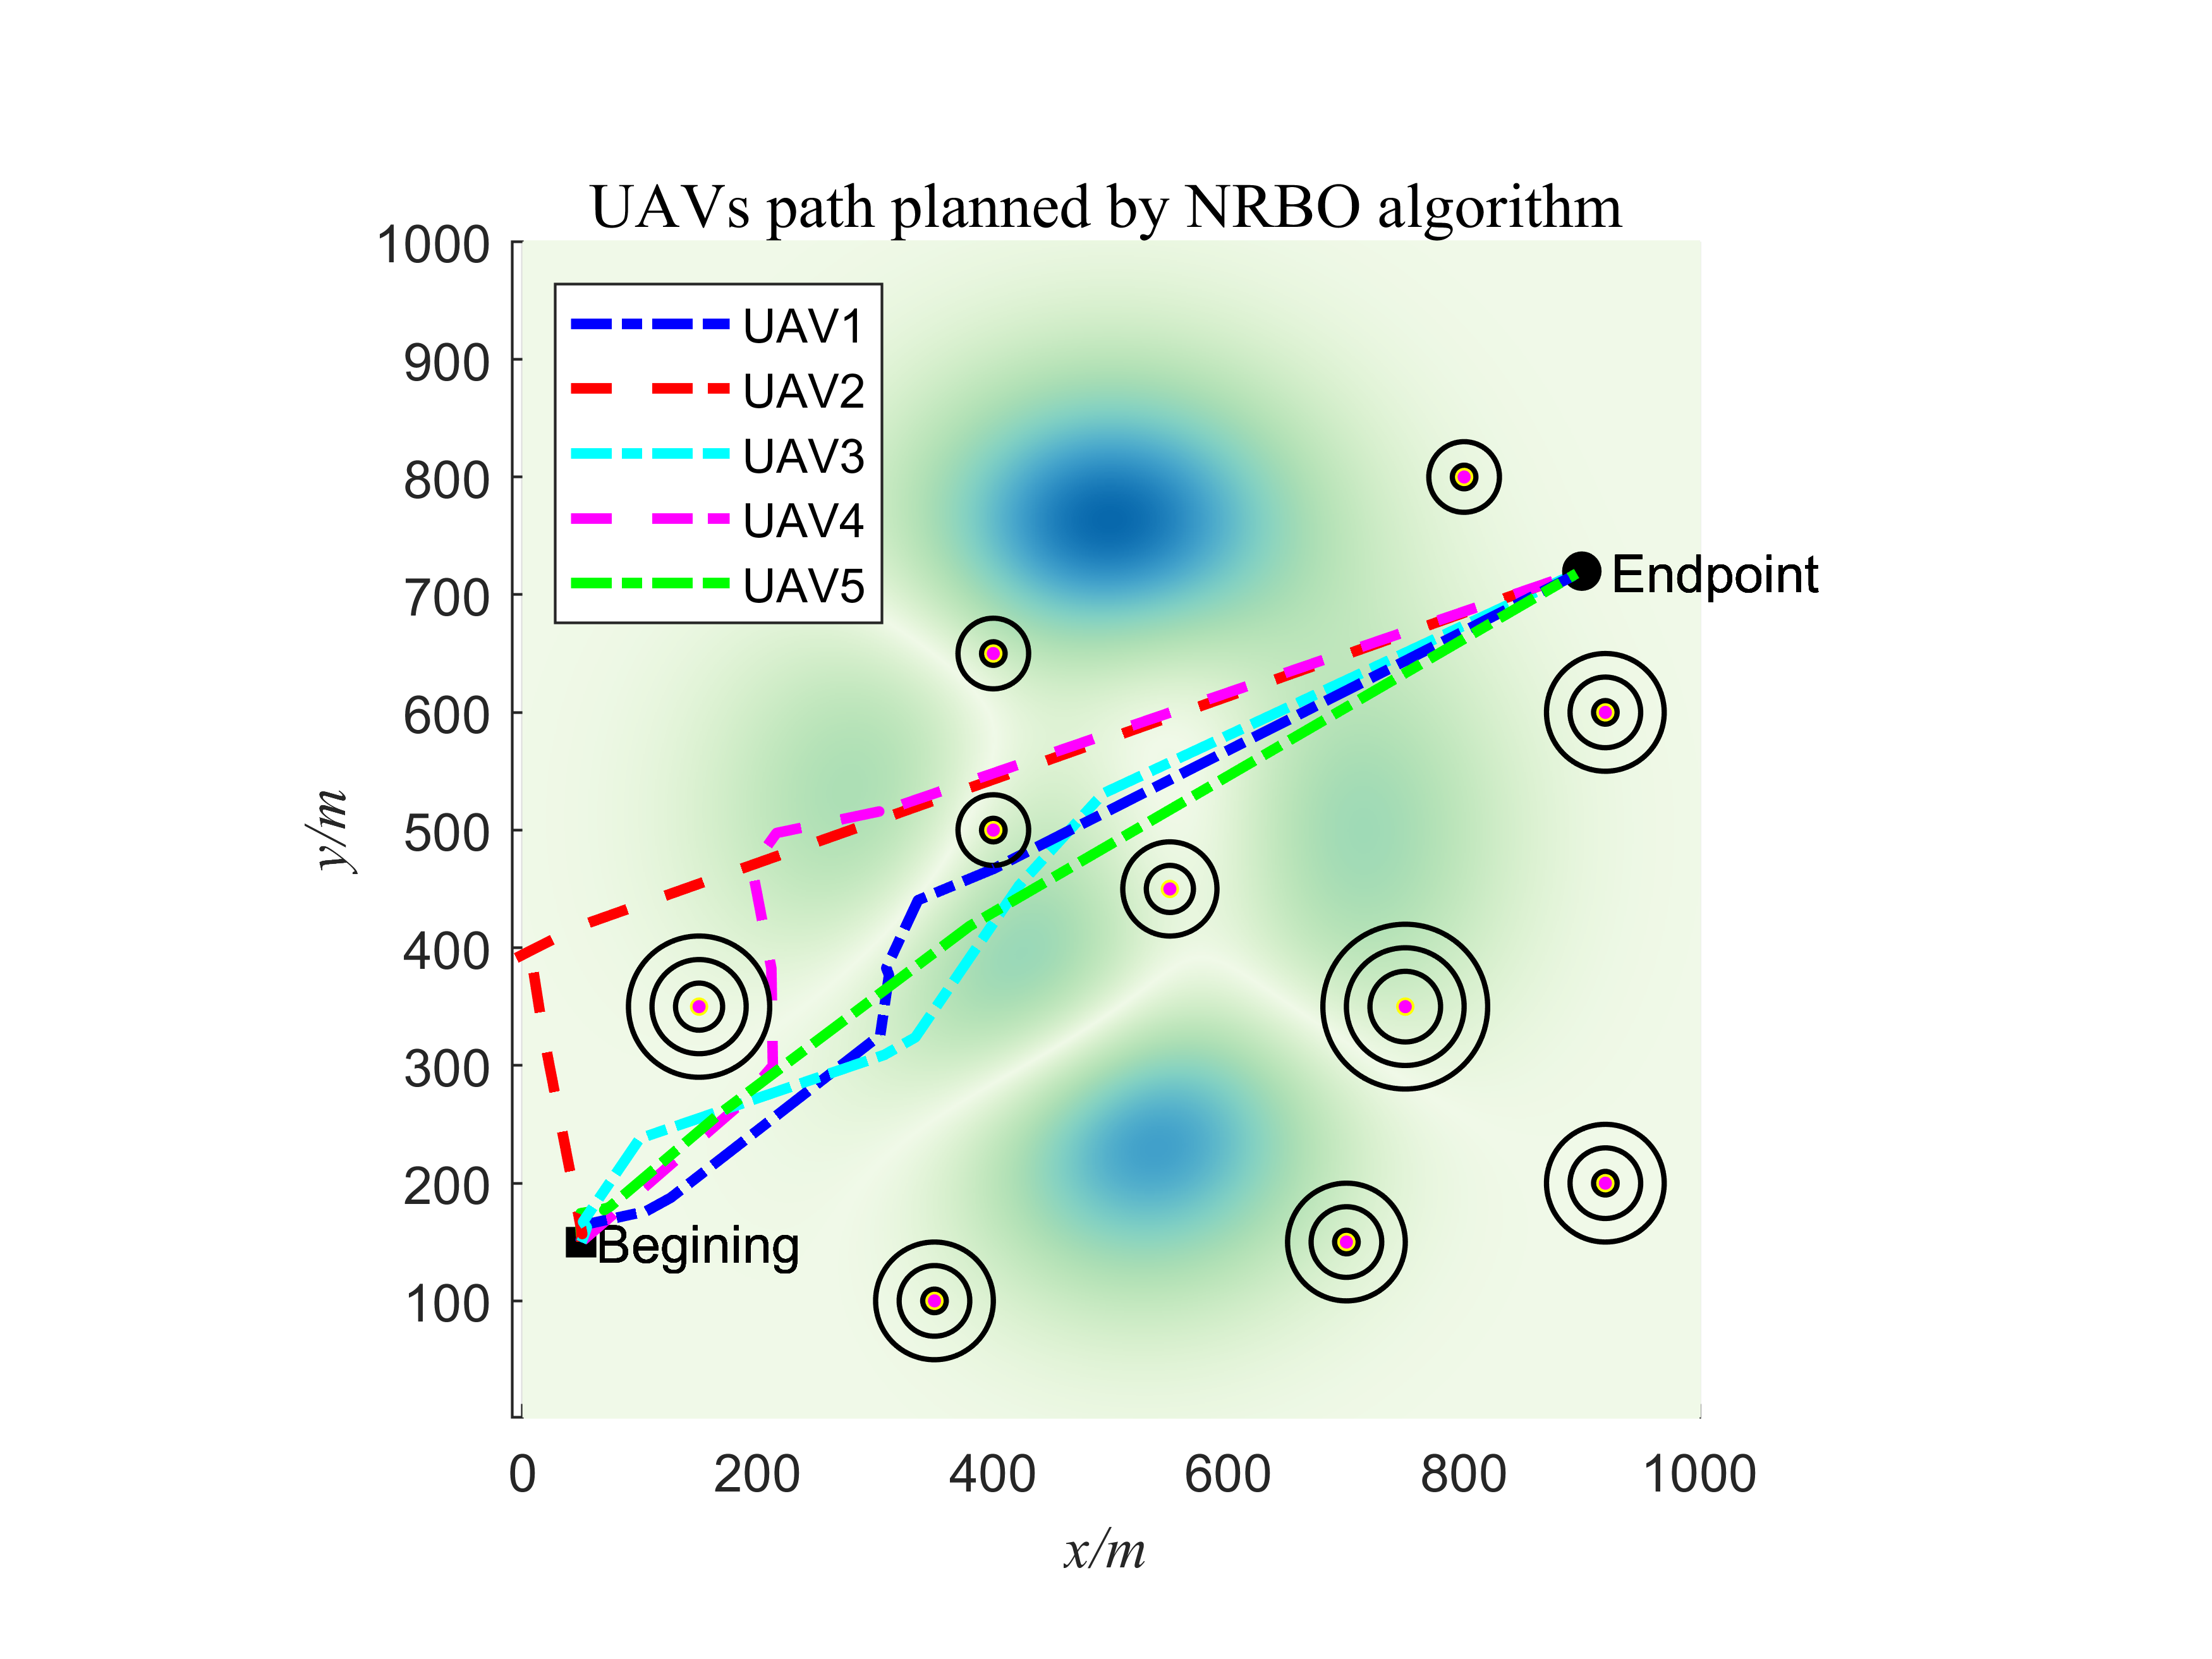 UAVs path planned by NRBO algorithm
1000
900
800
700
600
500
400
300
200
100
y/m
UAV1
UAV2
UAV3
UAV4
UAV5
Endpoint
Begining
0 200 400 600 800 1000
x/m